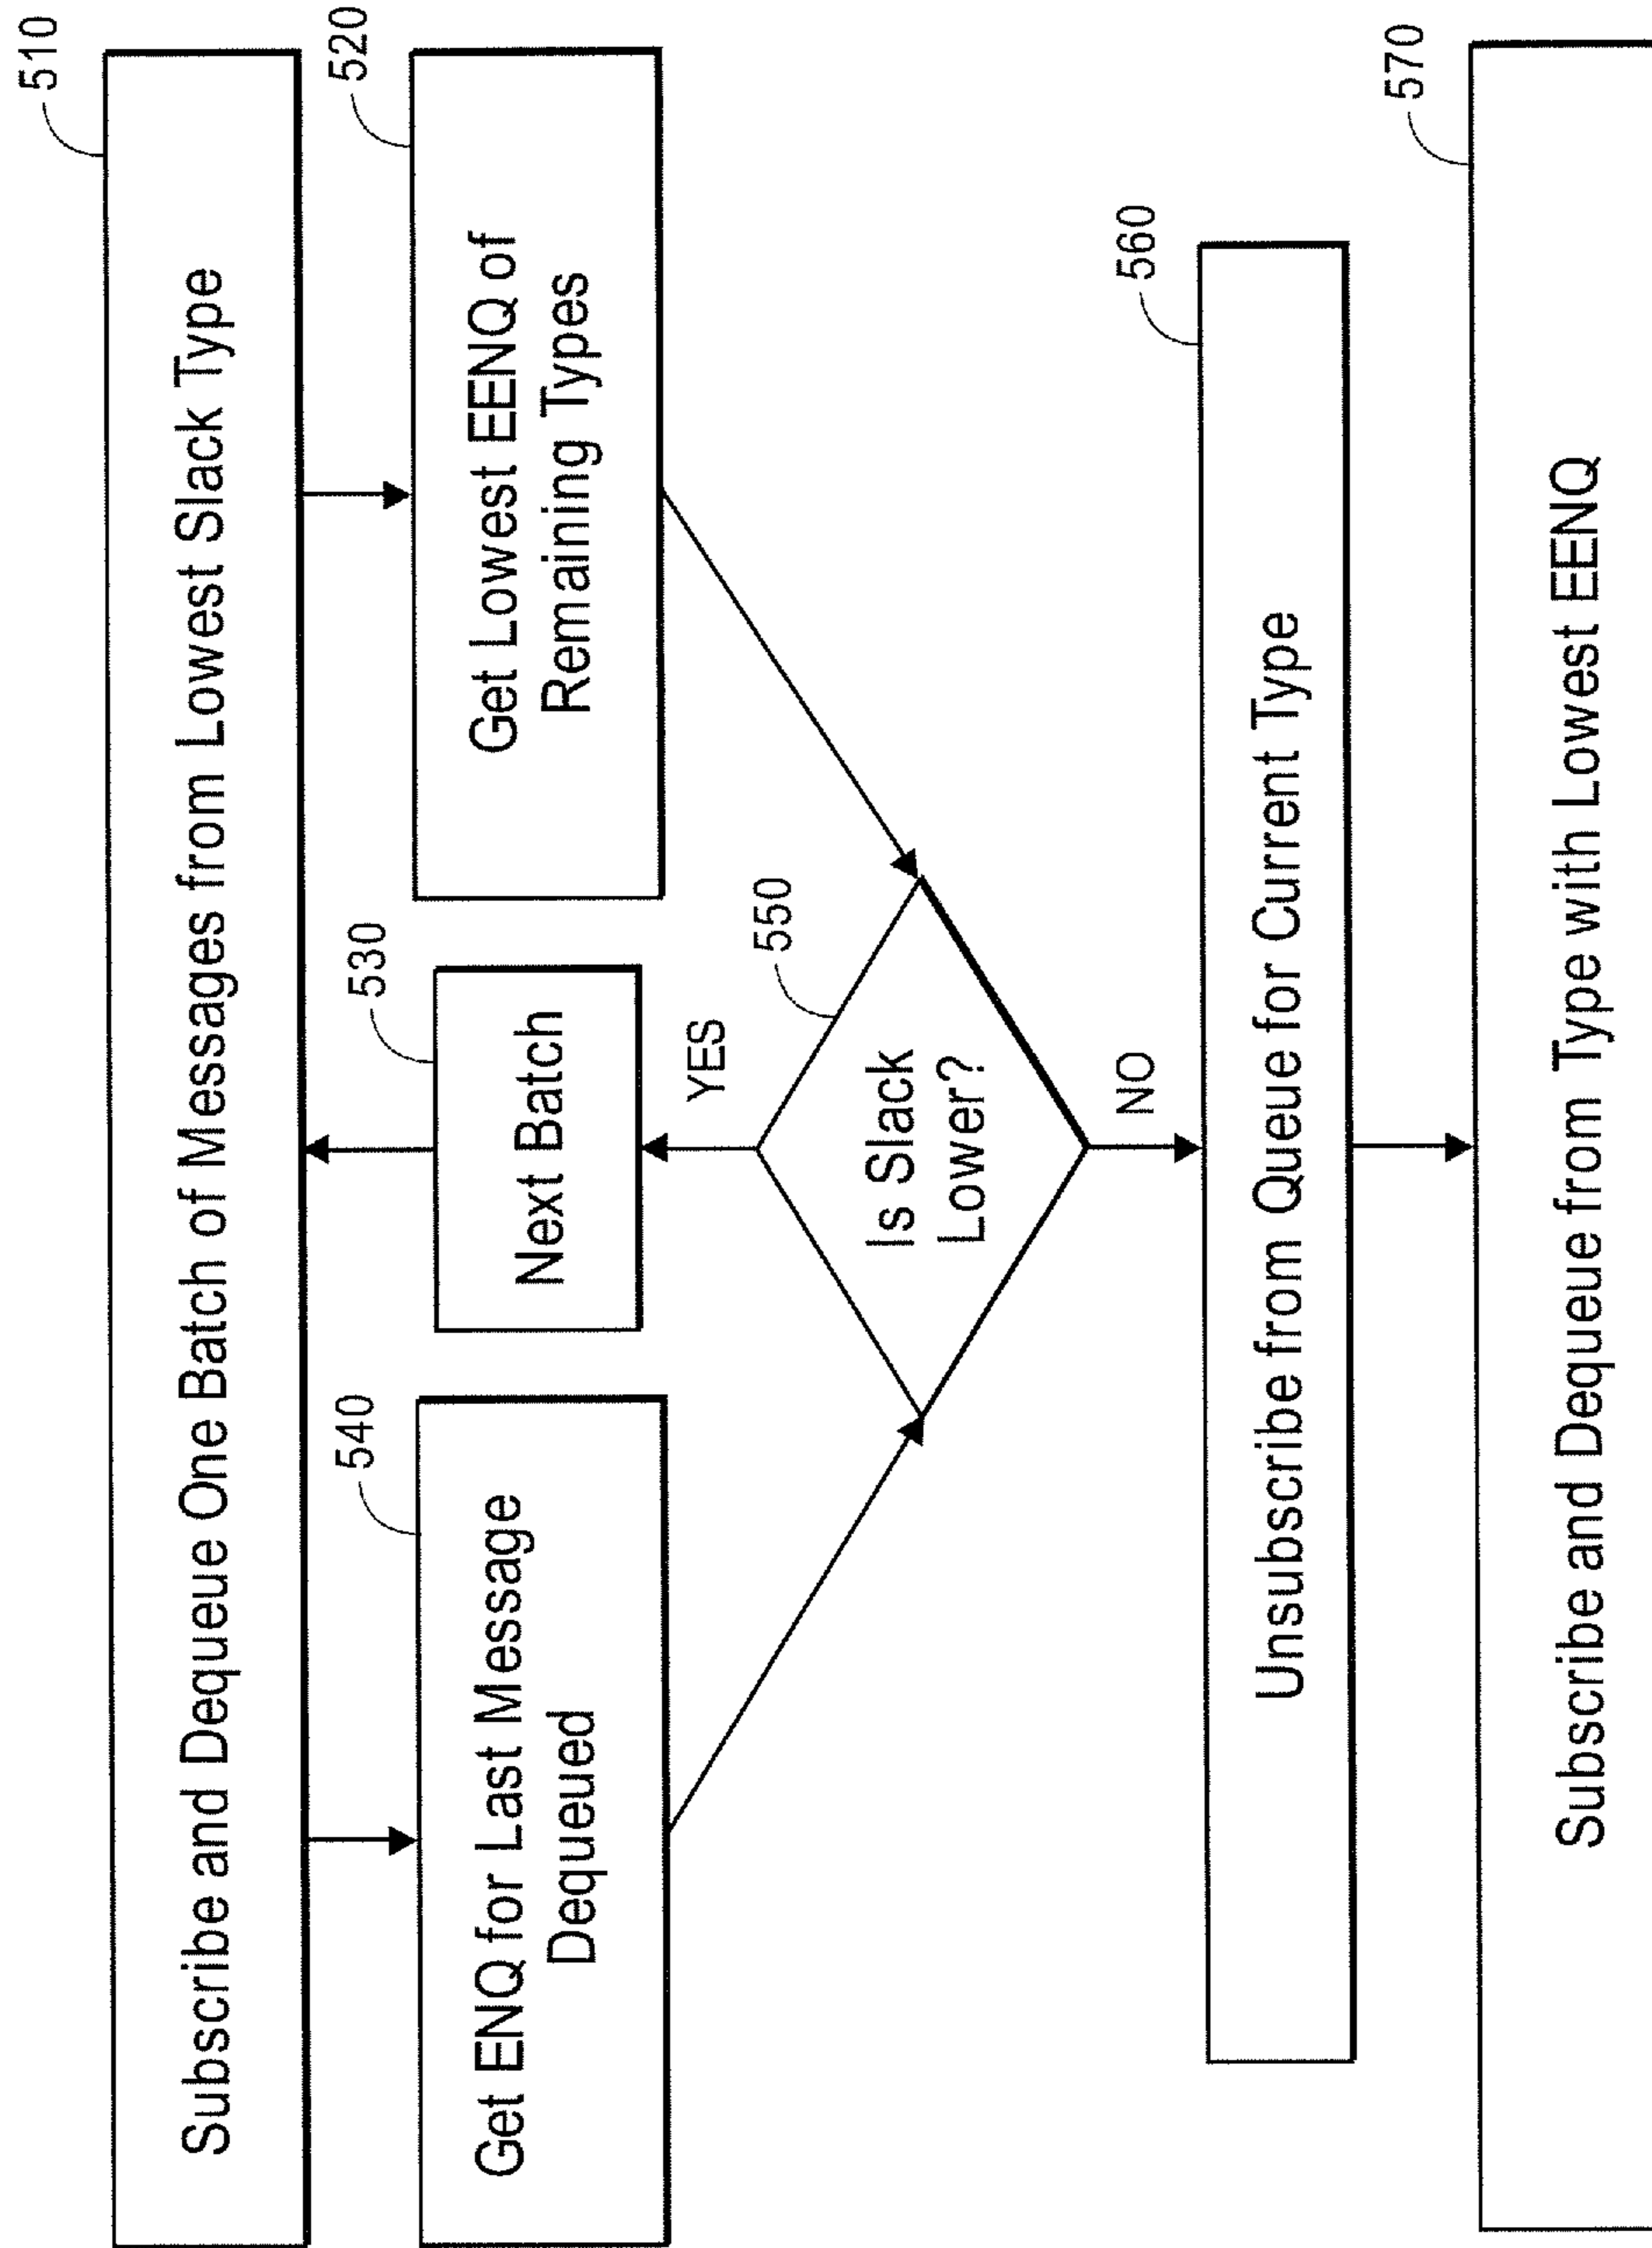 510
Subscribe and Dequeue One Batch of Messages from Lowest Slack Type
540
Get ENQ for Last Message
Dequeued
530
Next Batch
520
Get Lowest EENQ of
Remaining Types
YES
550
Is Slack
Lower?
NO
560
Unsubscribe from Queue for Current Type
570
Subscribe and Dequeue from Type with Lowest EENQ